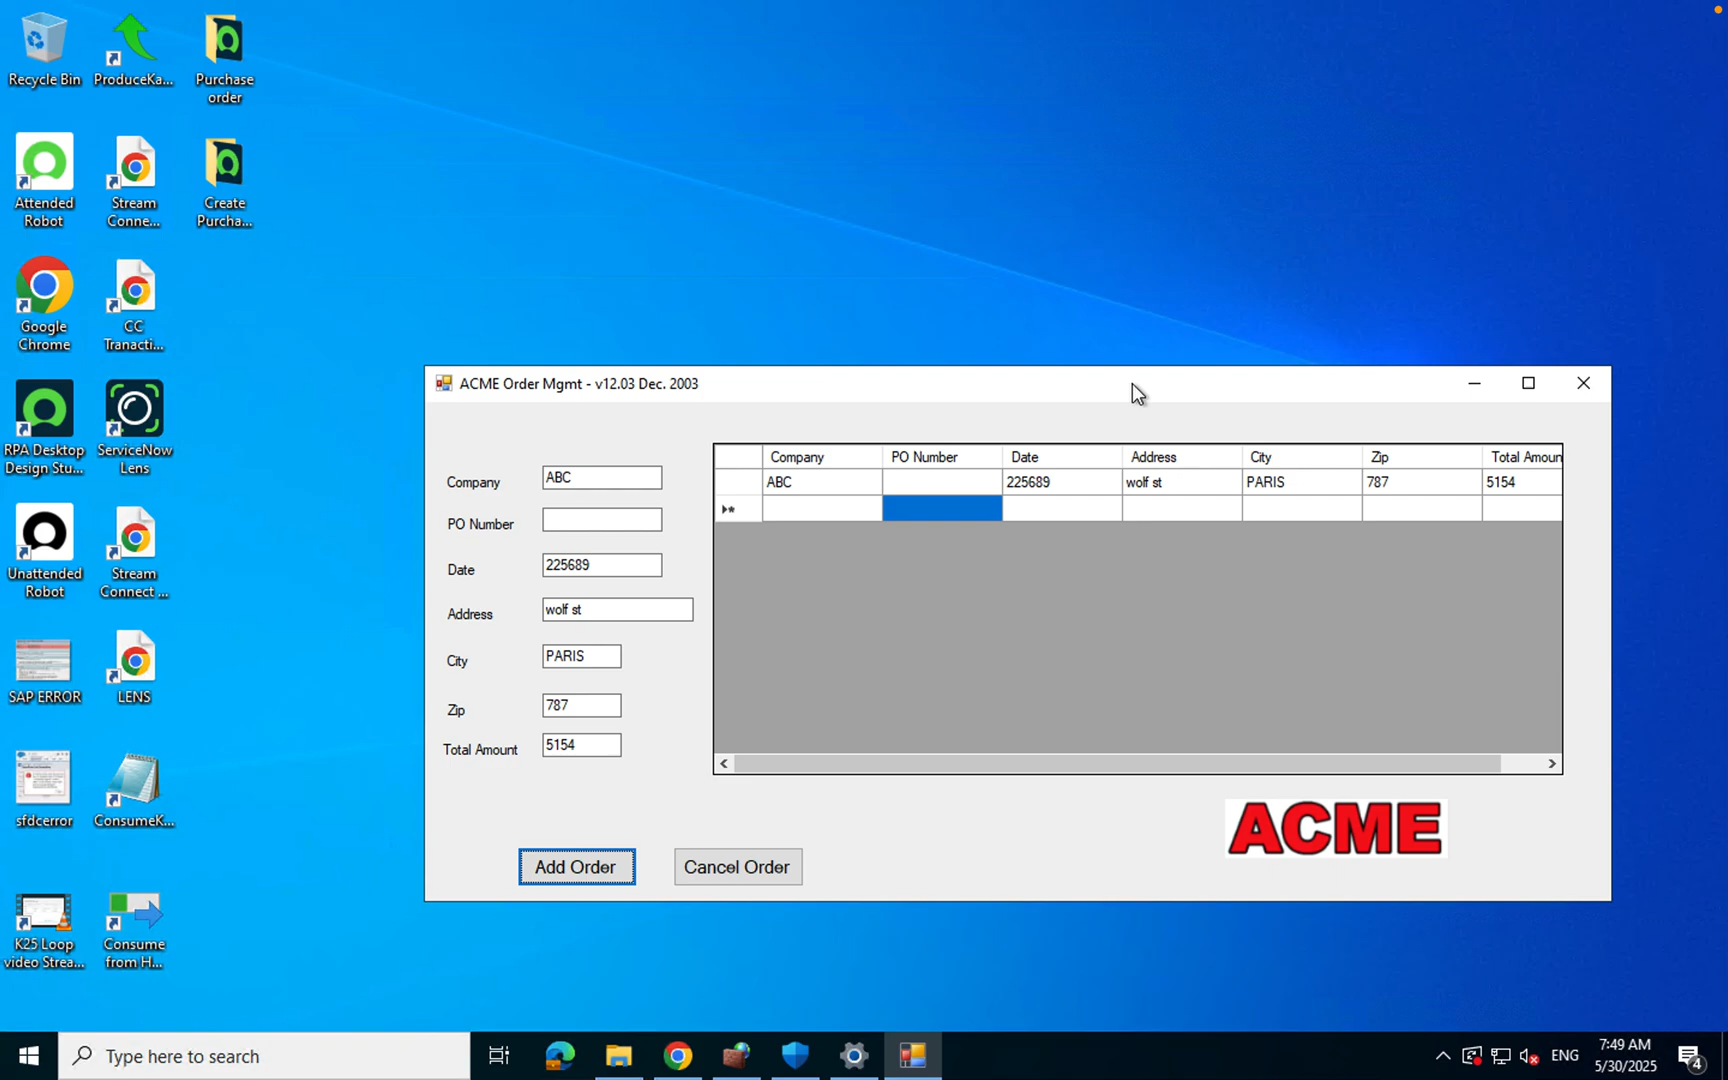 Recycle Bin
ProduceKa...
Purchase
order
Attended
Robot
Stream
Conne...
Create
Purcha...
Google
Chrome
CC
Tranacti...
RPA Desktop
Design Stu...
ServiceNow
Lens
Unattended
Robot
Stream
Connect ...
SAP ERROR
LENS
sfdcerror
ConsumeK...
K25 Loop
video Strea...
Consume
from H...
ACME Order Mgmt - v12.03 Dec. 2003
Company ABC
PO Number
Date 225689
Address wolf st
City PARIS
Zip 787
Total Amount 5154
Company PO Number Date Address City Zip Total Amoun
ABC 225689 wolf st PARIS 787 5154
ACME
Add Order Cancel Order
Type here to search
ENG
7:49 AM
5/30/2025
4